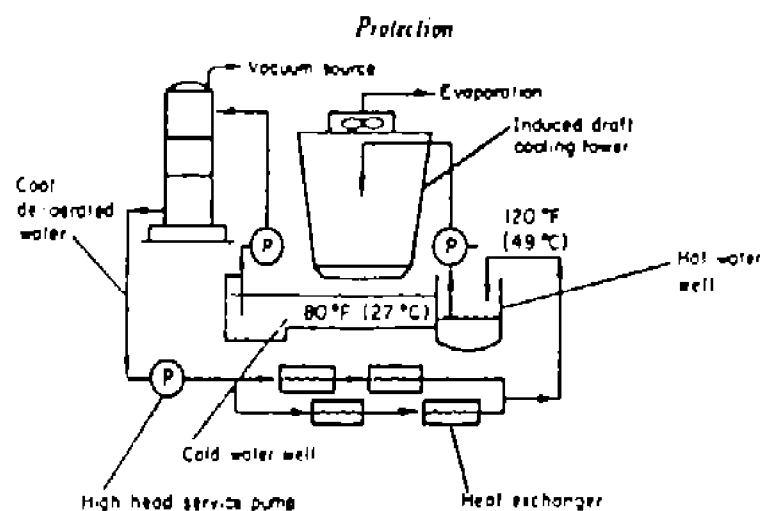 Protection
Vacuum source
Evaporation
Induced draft
cooling tower
Cool
de-aerated
water
P
P
120 °F
(49 °C)
Hot water
well
80 °F (27 °C)
P
Cold water well
High head service pump
Heat exchanger